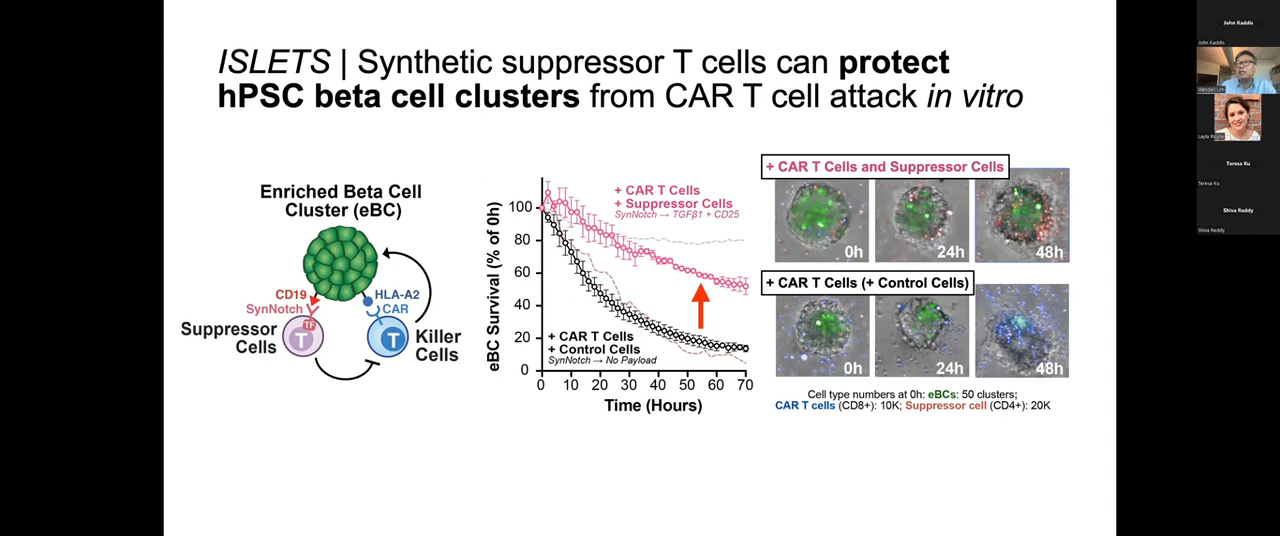 ISLETS | Synthetic suppressor T cells can protect
hPSC beta cell clusters from CAR T cell attack in vitro
Enriched Beta Cell
Cluster (eBC)
CD19
SynNotch
HLA-A2
CAR
TF
T
T
Suppressor
Cells
Killer
Cells
eBC Survival (% of 0h)
100
80
60
40
20
0
+ CAR T Cells
+ Suppressor Cells
SynNotch → TGFβ1 + CD25
+ CAR T Cells
+ Control Cells
SynNotch → No Payload
0 10 20 30 40 50 60 70
Time (Hours)
+ CAR T Cells and Suppressor Cells
0h
24h
48h
+ CAR T Cells (+ Control Cells)
0h
24h
48h
Cell type numbers at 0h: eBCs: 50 clusters;
CAR T cells (CD8+): 10K; Suppressor cell (CD4+): 20K
John Kaddis
John Kaddis
Wendell Lim
Layla
Teresa Ku
Teresa Ku
Shiva Reddy
Shiva Reddy